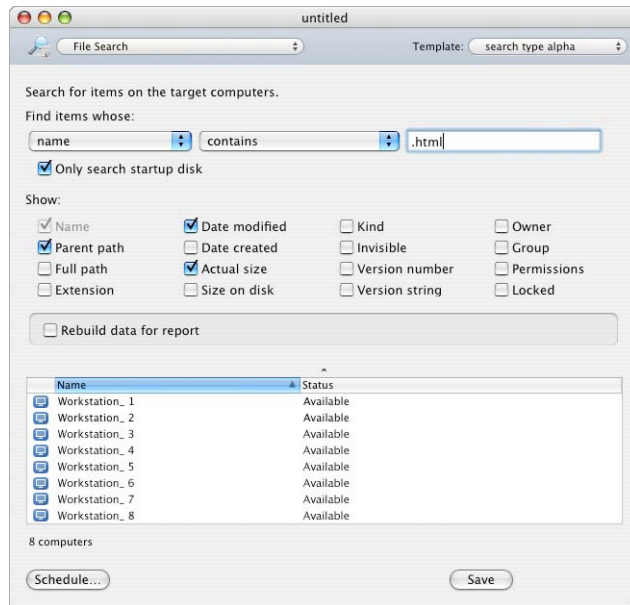 untitled
File Search
Template: search type alpha
Search for items on the target computers.
Find items whose:
name contains .html
Only search startup disk
Show:
Name Date modified Kind Owner
Parent path Date created Invisible Group
Full path Actual size Version number Permissions
Extension Size on disk Version string Locked
Rebuild data for report
Name Status
Workstation_ 1 Available
Workstation_ 2 Available
Workstation_ 3 Available
Workstation_ 4 Available
Workstation_ 5 Available
Workstation_ 6 Available
Workstation_ 7 Available
Workstation_ 8 Available
8 computers
Schedule... Save